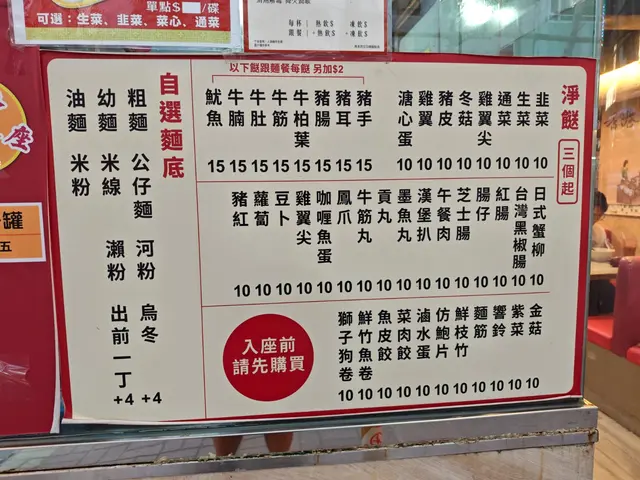 單點$ /碟
可選：生菜、韭菜、菜心、通菜
每杯 熱飲$ 凍飲$
跟餐 +熱飲$ +凍飲$
座
罐
五
淨餸 三個起
韭菜 10
生菜 10
通菜 10
雞翼尖 10
冬菇 10
豬皮 10
雞翼 10
溏心蛋 10
以下餸跟麵餐每餸 另加$2
豬手 15
豬耳 15
豬腸 15
牛柏葉 15
牛筋 15
牛肚 15
牛腩 15
魷魚 15
日式蟹柳 10
台灣黑椒腸 10
紅腸 10
腸仔 10
芝士腸 10
午餐肉 10
漢堡扒 10
墨魚丸 10
貢丸 10
牛筋丸 10
鳳爪 10
咖喱魚蛋 10
雞翼尖 10
豆卜 10
蘿蔔 10
豬紅 10
金菇 10
紫菜 10
響鈴 10
麵筋 10
鮮枝竹 10
仿鮑片 10
滷水蛋 10
菜肉餃 10
魚皮餃 10
鮮竹魚卷 10
獅子狗卷 10
入座前
請先購買
自選麵底
粗麵 公仔麵 河粉 烏冬 +4
幼麵 米線 瀨粉 出前一丁 +4
油麵 米粉